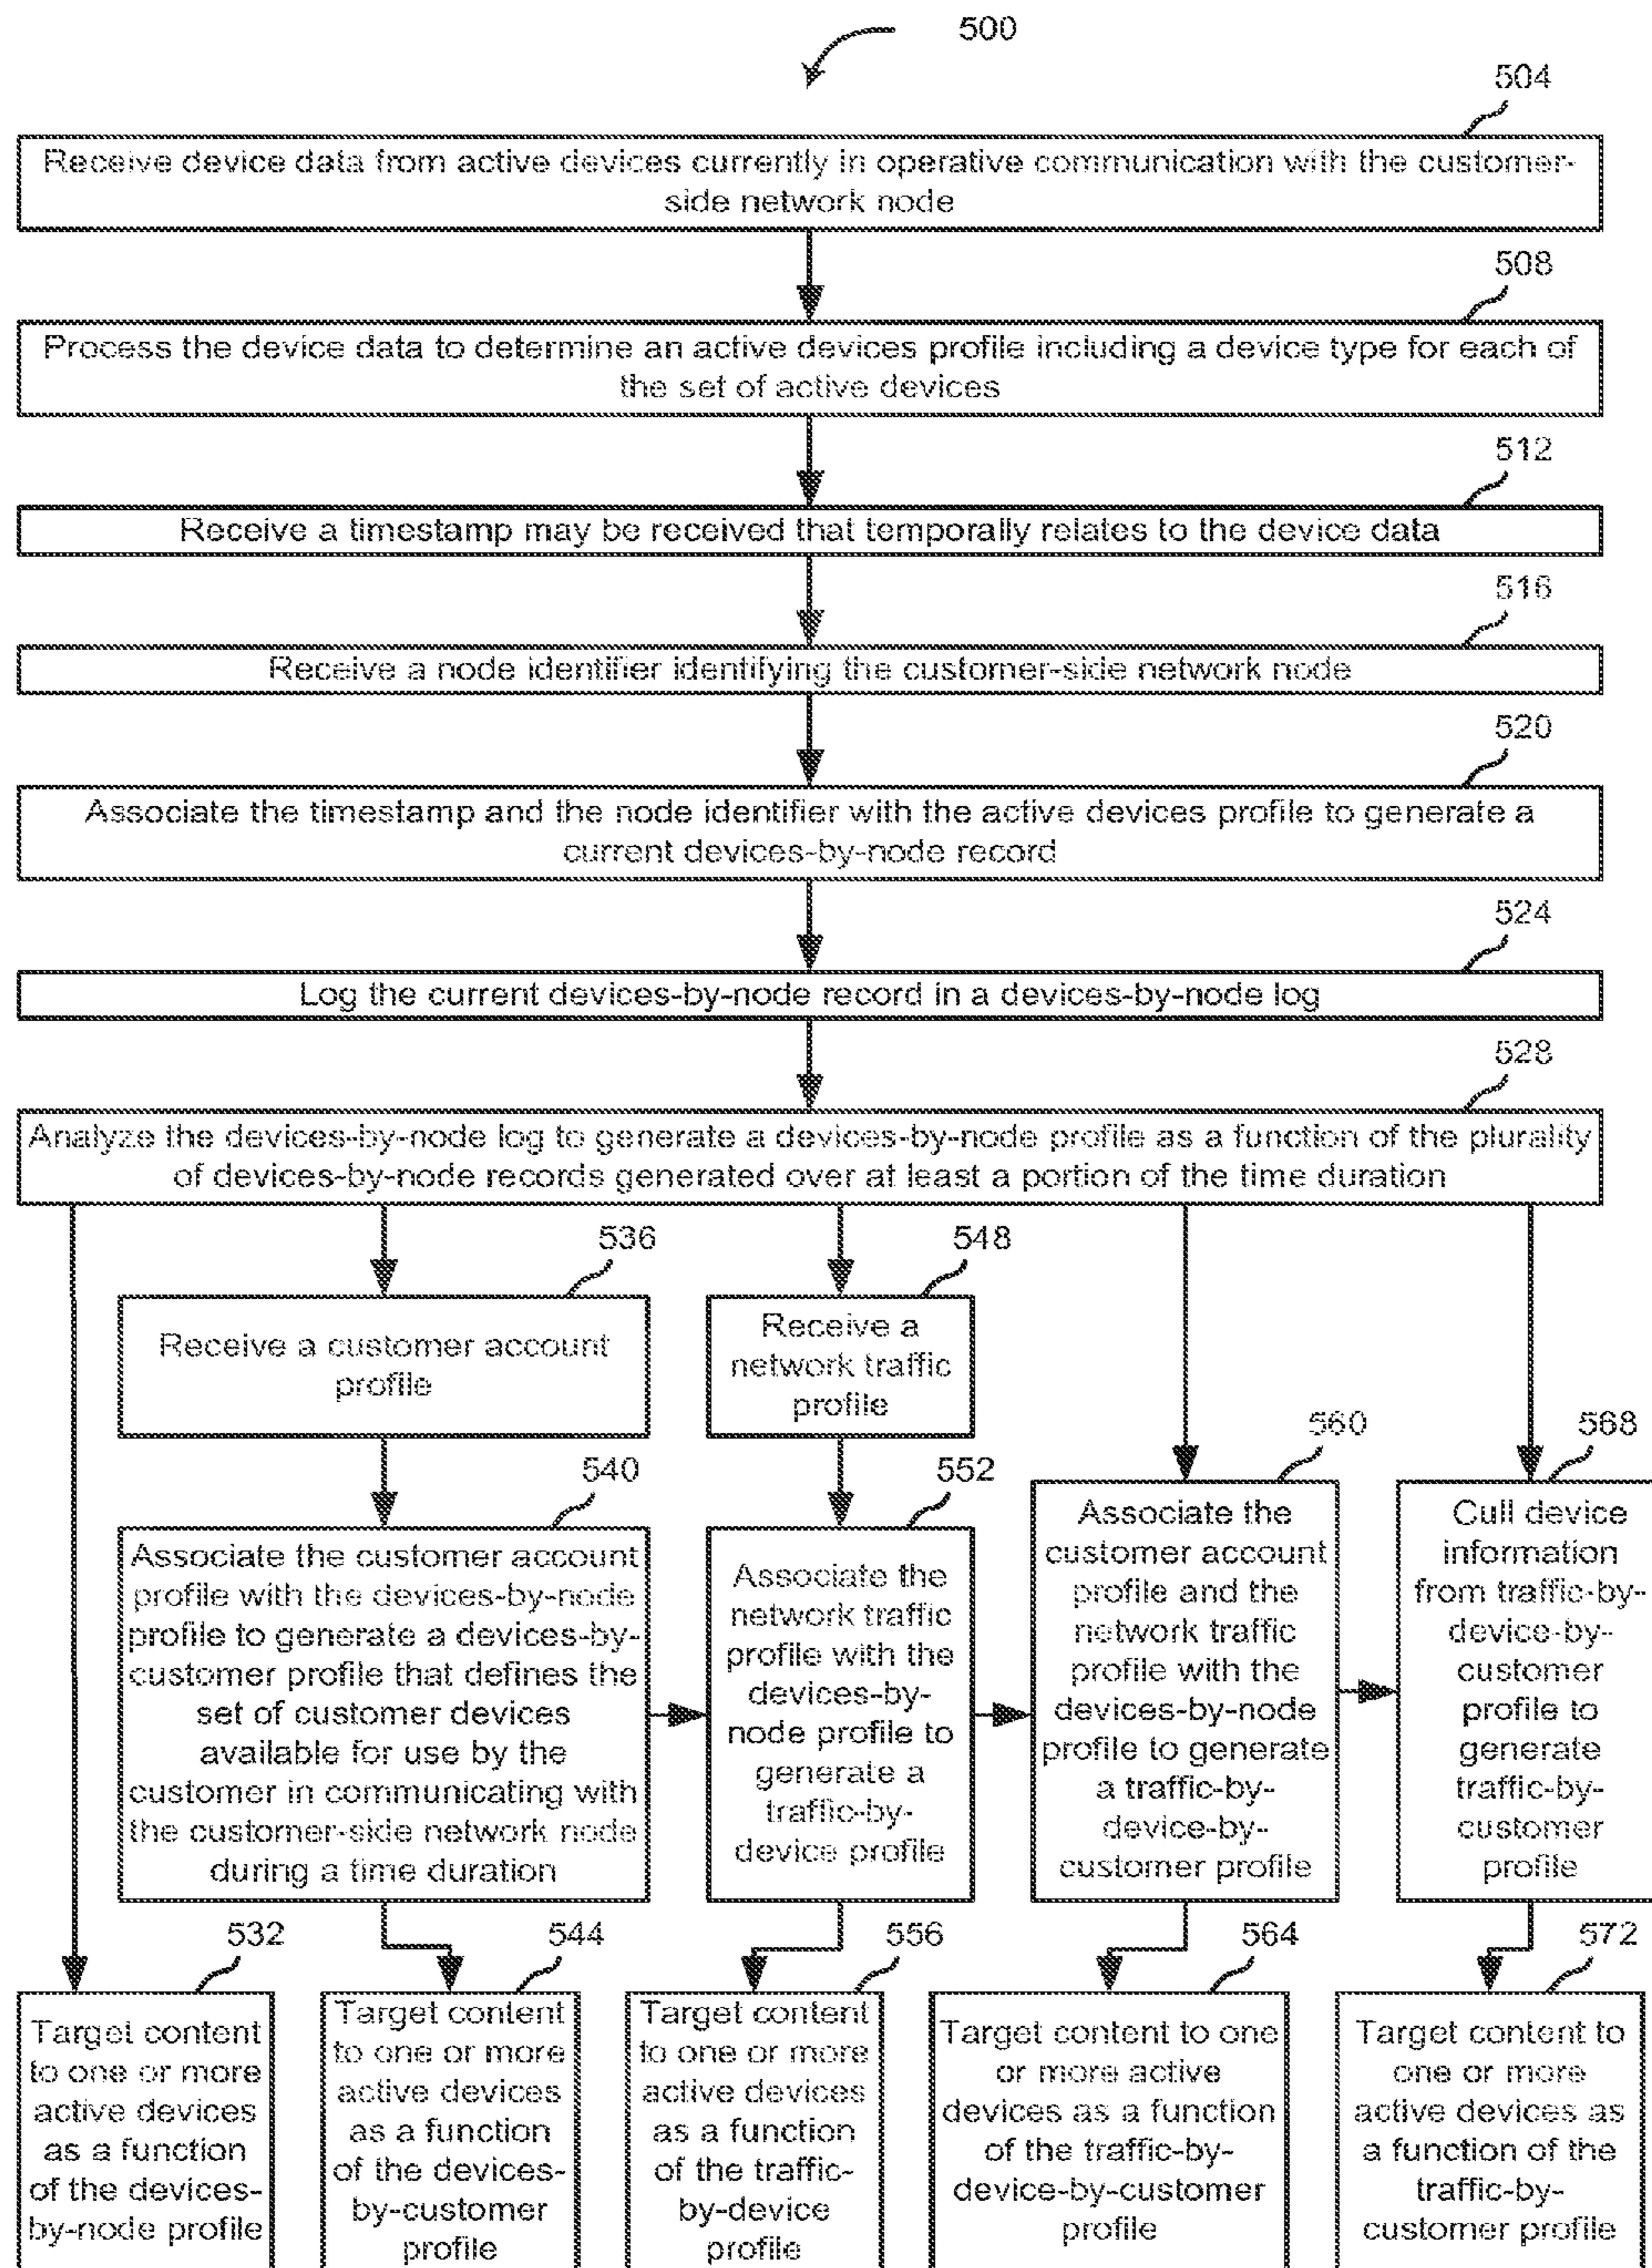 500
504
Receive device data from active devices currently in operative communication with the customer-
side network node
508
Process the device data to determine an active devices profile including a device type for each of
the set of active devices
512
Receive a timestamp may be received that temporally relates to the device data
516
Receive a node identifier identifying the customer-side network node
520
Associate the timestamp and the node identifier with the active devices profile to generate a
current devices-by-node record
524
Log the current devices-by-node record in a devices-by-node log
528
Analyze the devices-by-node log to generate a devices-by-node profile as a function of the plurality
of devices-by-node records generated over at least a portion of the time duration
536
Receive a customer account
profile
548
Receive a
network traffic
profile
540
Associate the customer account
profile with the devices-by-node
profile to generate a devices-by-
customer profile that defines the
set of customer devices
available for use by the
customer in communicating with
the customer-side network node
during a time duration
552
Associate the
network traffic
profile with the
devices-by-
node profile to
generate a
traffic-by-
device profile
560
Associate the
customer account
profile and the
network traffic
profile with the
devices-by-node
profile to generate
a traffic-by-
device-by-
customer profile
568
Cull device
information
from traffic-by-
device-by-
customer
profile to
generate
traffic-by-
customer
profile
532
Target content
to one or more
active devices
as a function
of the devices-
by-node profile
544
Target content
to one or more
active devices
as a function
of the devices-
by-customer
profile
556
Target content
to one or more
active devices
as a function
of the traffic-
by-device
profile
564
Target content to one
or more active
devices as a function
of the traffic-by-
device-by-customer
profile
572
Target content to
one or more
active devices as
a function of the
traffic-by-
customer profile